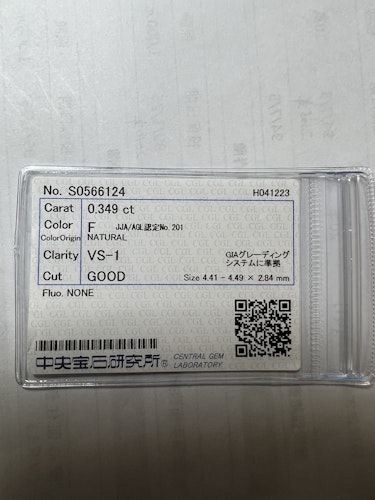 No. S0566124 H041223
Carat 0.349 ct
Color F JJA/AGL認定No.201
ColorOrigin NATURAL
Clarity VS-1 GIAグレーディング
システムに準拠
Cut GOOD Size 4.41 - 4.49 × 2.84 mm
Fluo. NONE
中央宝石研究所® CENTRAL GEM
LABORATORY